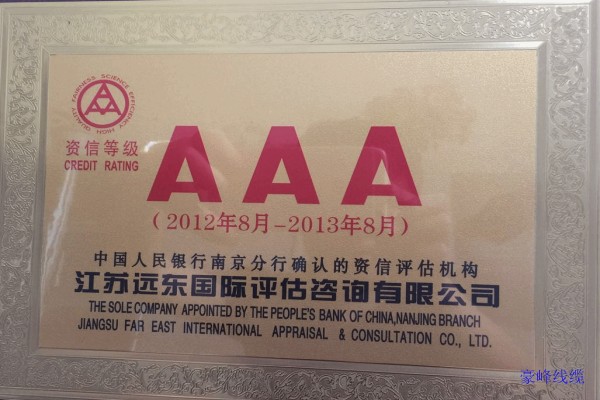 资信等级
CREDIT RATING
AAA
(2012年8月-2013年8月)
中国人民银行南京分行确认的资信评估机构
江苏远东国际评估咨询有限公司
THE SOLE COMPANY APPOINTED BY THE PEOPLE'S BANK OF CHINA,NANJING BRANCH
JIANGSU FAR EAST INTERNATIONAL APPRAISAL & CONSULTATION CO., LTD.
豪峰线缆